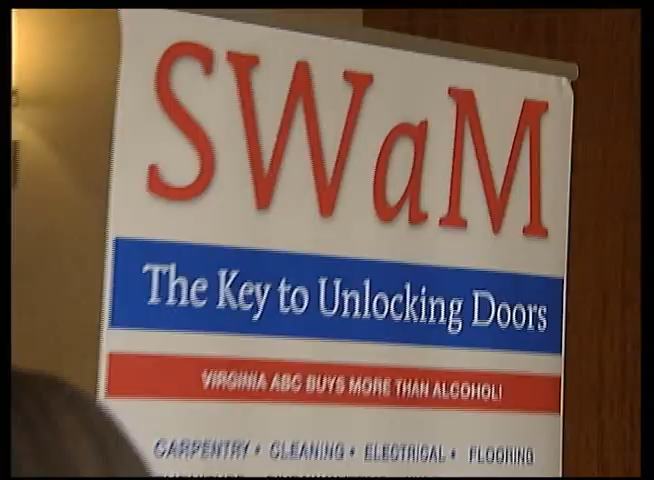 SWaM
The Key to Unlocking Doors
VIRGINIA ABC BUYS MORE THAN ALCOHOL!
CARPENTRY • CLEANING • ELECTRICAL • FLOORING